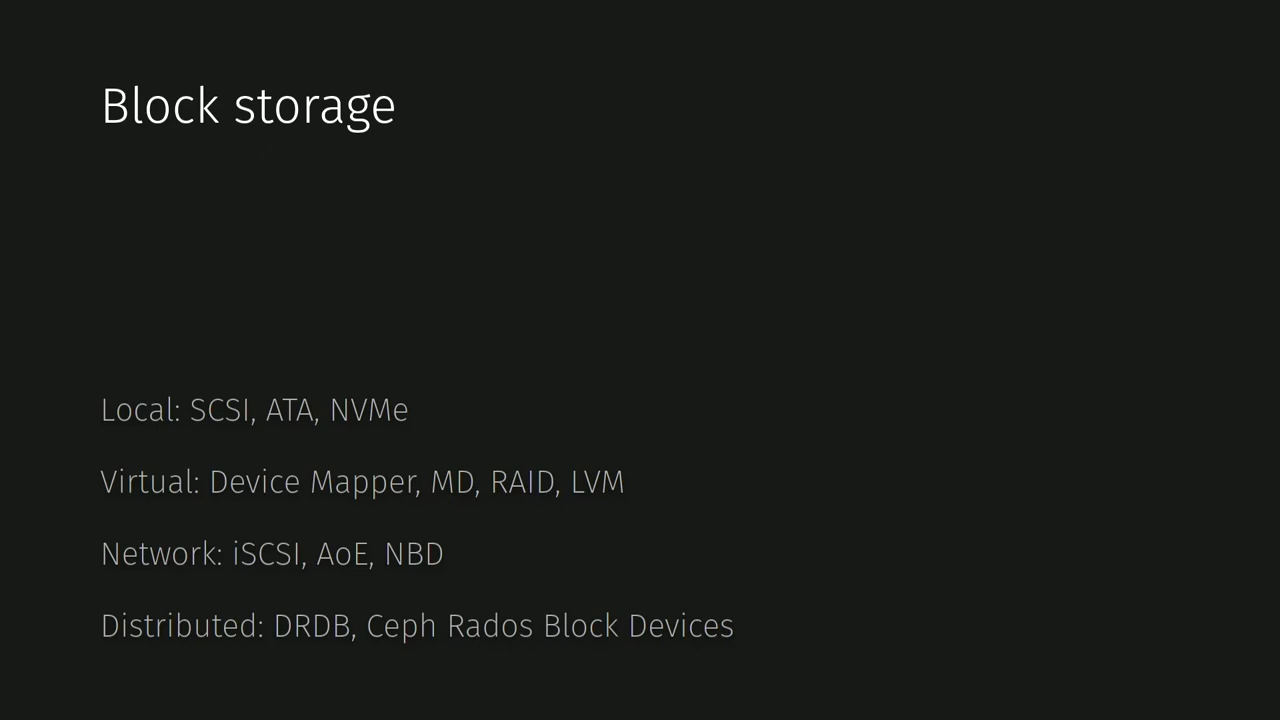 Block storage
Local: SCSI, ATA, NVMe
Virtual: Device Mapper, MD, RAID, LVM
Network: iSCSI, AoE, NBD
Distributed: DRDB, Ceph Rados Block Devices